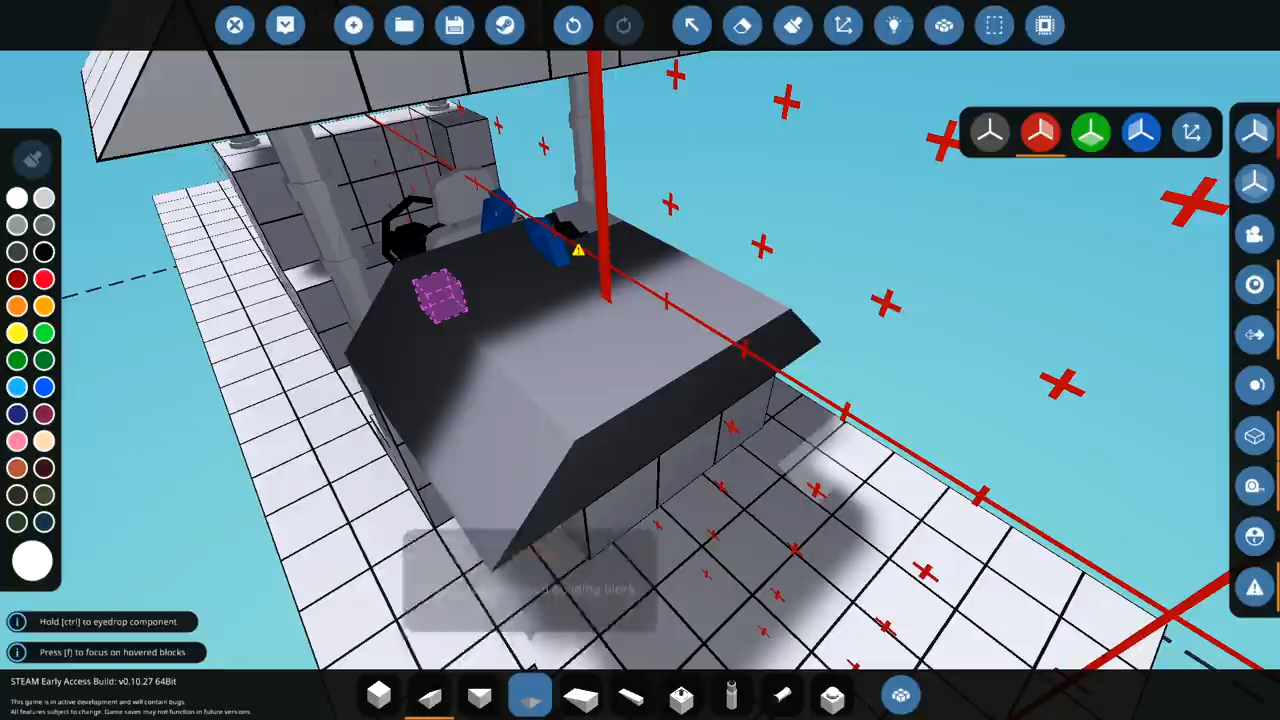 Hold [ctrl] to eyedrop component
Press [f] to focus on hovered blocks
STEAM Early Access Build: v0.10.27 64Bit
This game is in active development and will contain bugs.
All features subject to change. Game saves may not function in future versions.
block